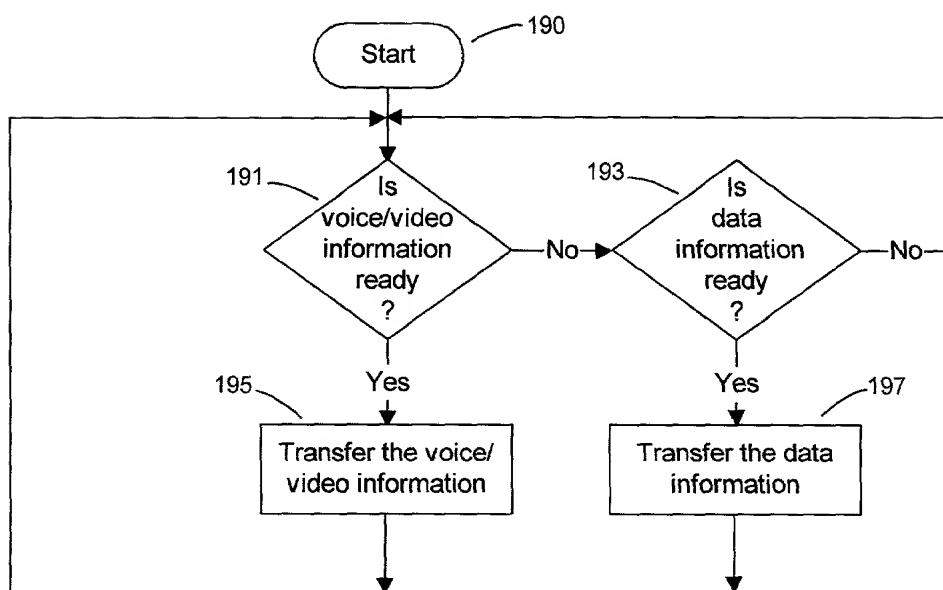 190
Start
191
Is
voice/video
information
ready
?
No
193
Is
data
information
ready
?
No
Yes
Yes
195
Transfer the voice/
video information
197
Transfer the data
information